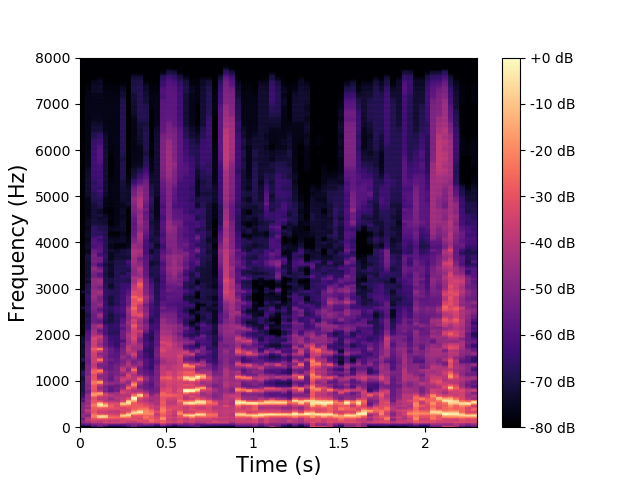 8000
7000
6000
5000
4000
3000
2000
1000
0
Frequency (Hz)
0
0.5
1
1.5
2
Time (s)
+0 dB
-10 dB
-20 dB
-30 dB
-40 dB
-50 dB
-60 dB
-70 dB
-80 dB